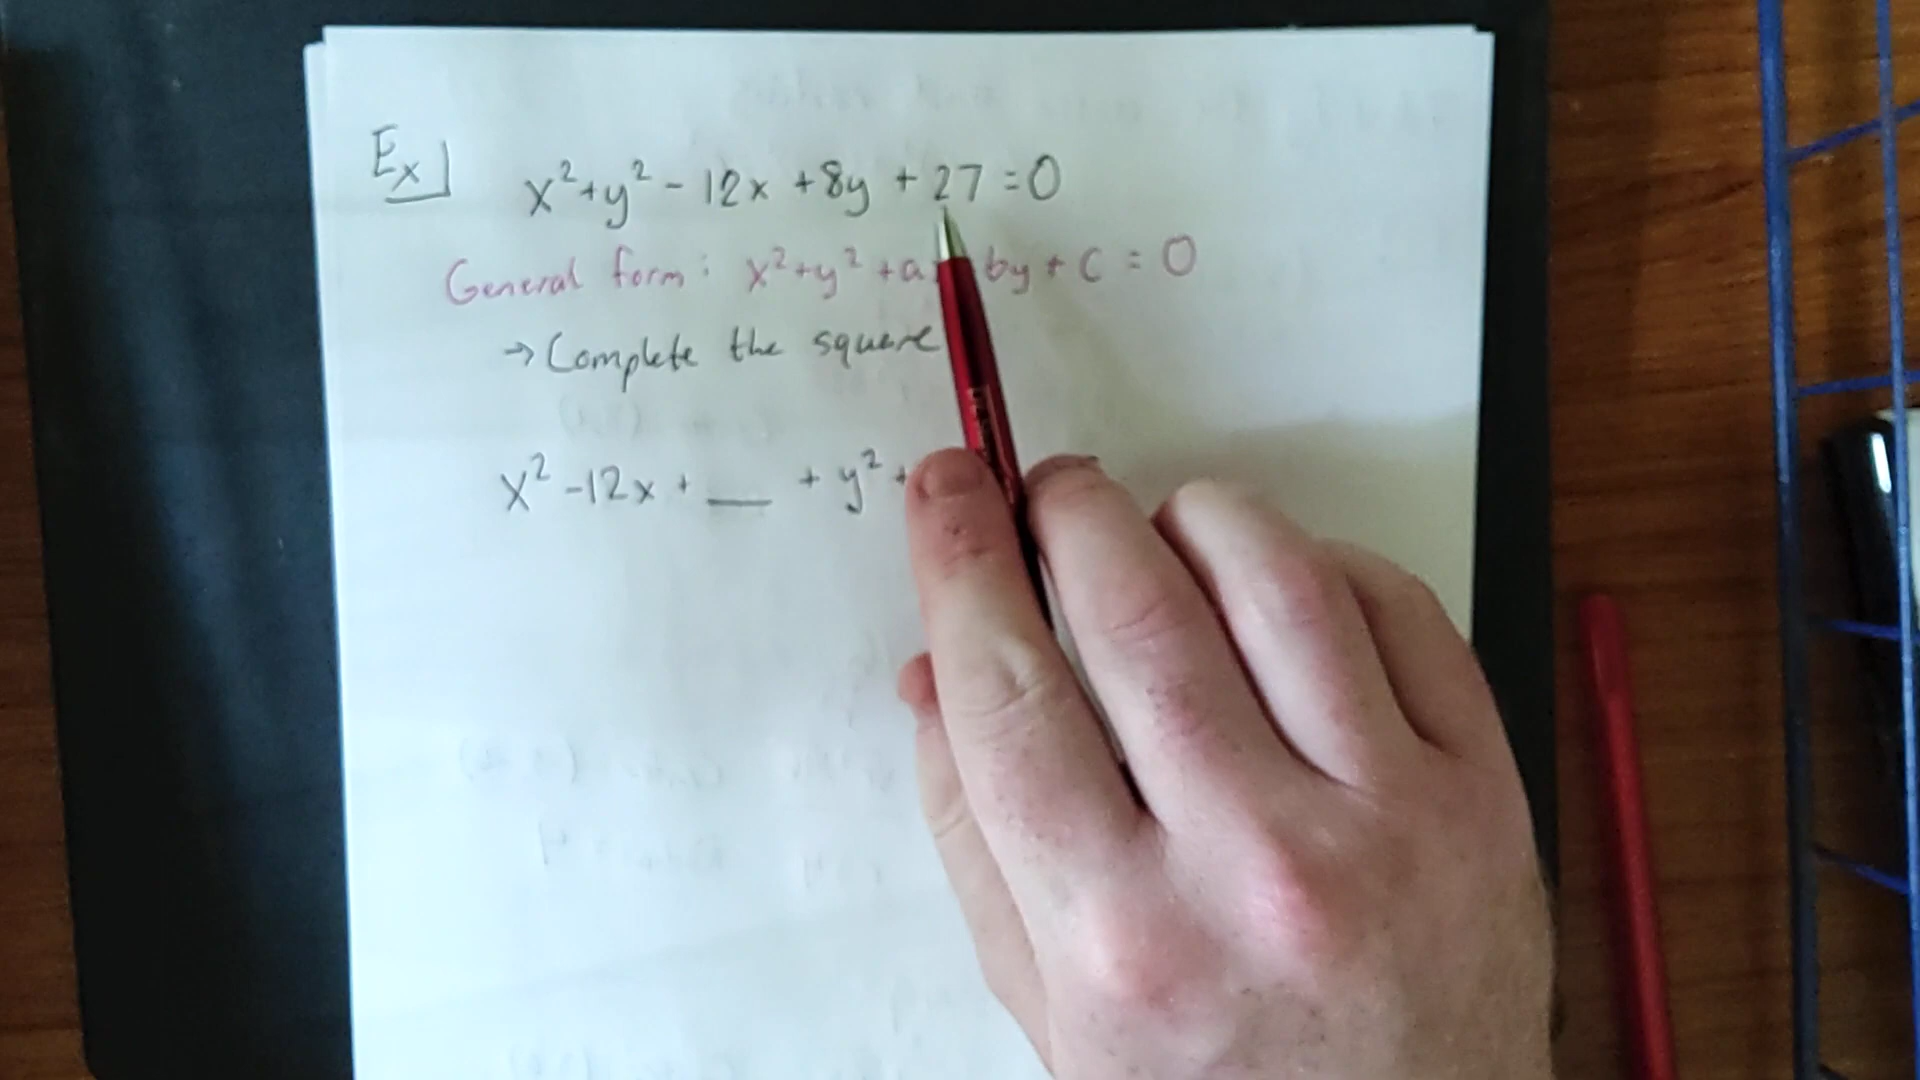 Ex] x²+y² - 12x + 8y + 27 = 0
General form: x²+y² + a by + c = 0
→ Complete the square
x² - 12x + __ + y² +